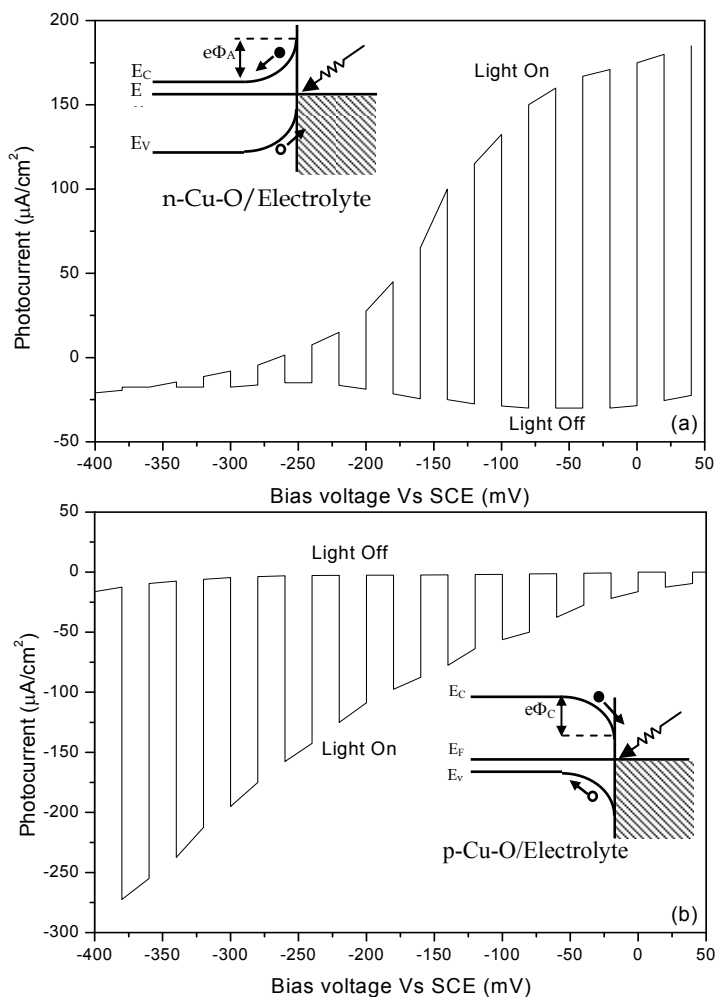 200
150
100
50
0
-50
Photocurrent (μA/cm²)
eΦA
EC
E
EV
n-Cu-O/Electrolyte
Light On
Light Off
(a)
-400 -350 -300 -250 -200 -150 -100 -50 0 50
Bias voltage Vs SCE (mV)
50
0
-50
-100
-150
-200
-250
-300
Photocurrent (μA/cm²)
Light Off
Light On
EC
eΦC
EF
Ev
p-Cu-O/Electrolyte
(b)
-400 -350 -300 -250 -200 -150 -100 -50 0 50
Bias voltage Vs SCE (mV)